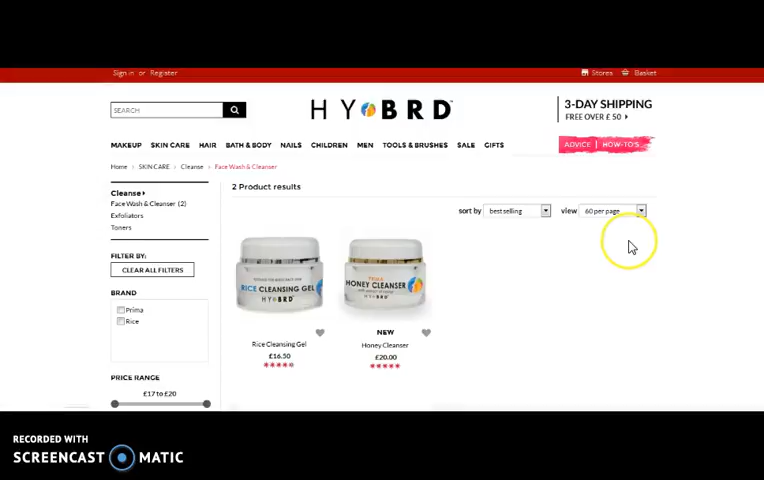 Sign in or Register
Stores Basket
SEARCH
HYBRD
3-DAY SHIPPING
FREE OVER £ 50
MAKEUP SKIN CARE HAIR BATH & BODY NAILS CHILDREN MEN TOOLS & BRUSHES SALE GIFTS
ADVICE | HOW-TO'S
Home SKIN CARE Cleanse Face Wash & Cleanser
Cleanse
Face Wash & Cleanser (2)
Exfoliators
Toners
2 Product results
sort by best selling view 60 per page
FILTER BY:
CLEAR ALL FILTERS
BRAND
Prima
Rice
PRICE RANGE
£17 to £20
RICE CLEANSING GEL
HYBRD
Rice Cleansing Gel
£16.50
HONEY CLEANSER
HYBRD
NEW
Honey Cleanser
£20.00
RECORDED WITH
SCREENCAST MATIC